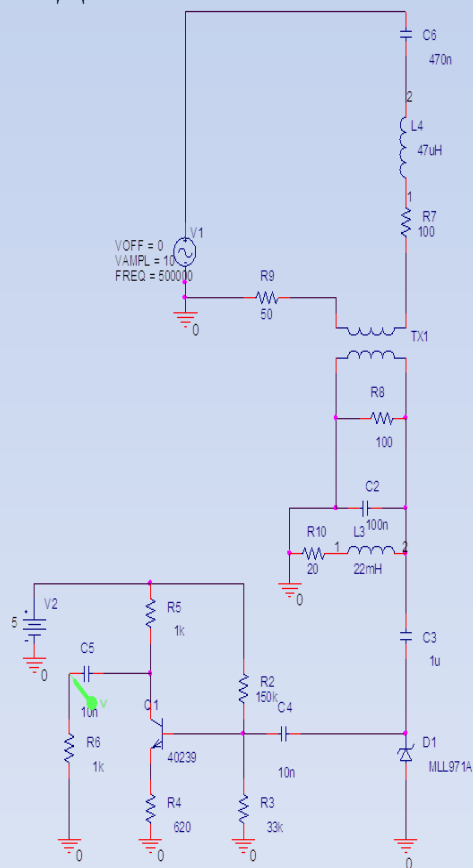 C6
470n
2
L4
47uH
1
R7
100
V1
VOFF = 0
VAMPL = 10
FREQ = 500000
R9
50
0
TX1
R8
100
C2
100n
R10
20
1
L3
2
22mH
0
V2
5
-
0
R5
1k
C5
10n
V
R2
150k
C4
10n
C3
1u
Q1
40239
D1
MLL971A
R6
1k
R4
620
R3
33k
0
0
0
0